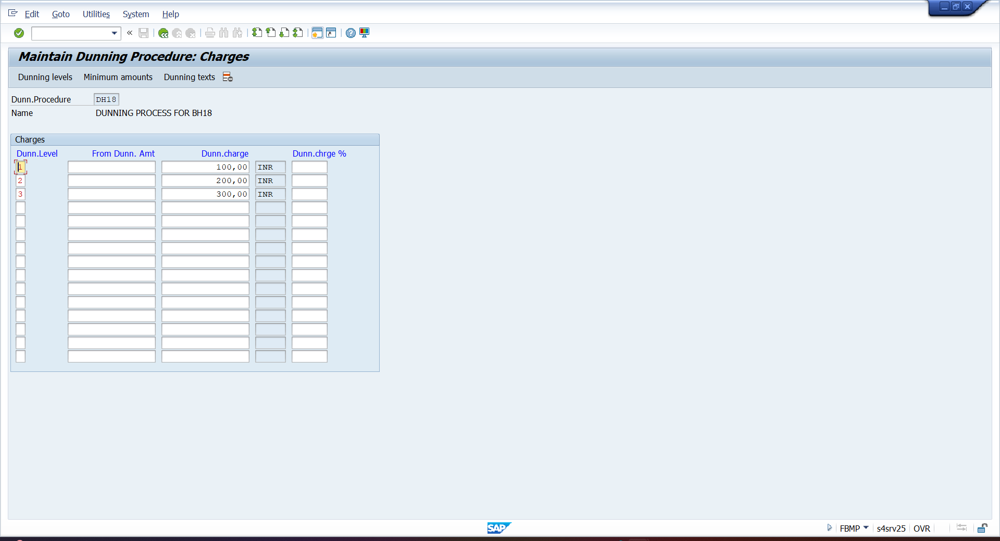 Edit Goto Utilities System Help
Maintain Dunning Procedure: Charges
Dunning levels Minimum amounts Dunning texts
Dunn.Procedure DH18
Name DUNNING PROCESS FOR BH18
Charges
Dunn.Level From Dunn. Amt Dunn.charge Dunn.chrge %
1 100,00 INR
2 200,00 INR
3 300,00 INR
SAP FBMP s4srv25 OVR